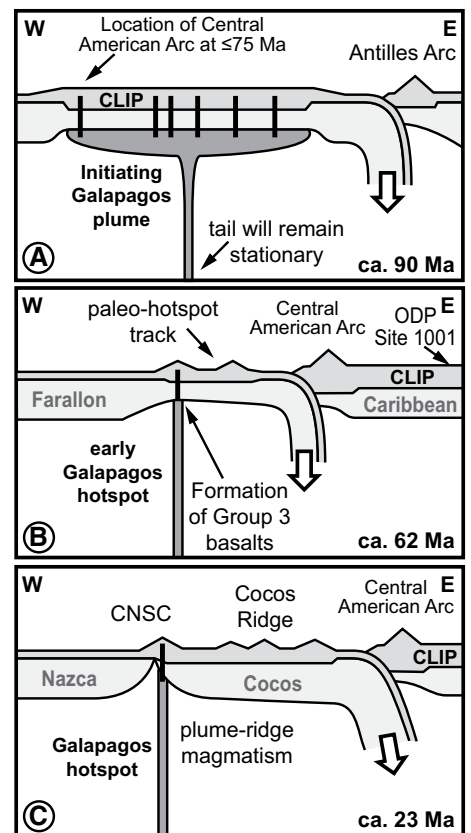 W
E
Location of Central
American Arc at ≤75 Ma
Antilles Arc
CLIP
Initiating
Galapagos
plume
tail will remain
stationary
A
ca. 90 Ma
W
E
paleo-hotspot
track
Central
American Arc
ODP
Site 1001
CLIP
Farallon
Caribbean
early
Galapagos
hotspot
Formation
of Group 3
basalts
B
ca. 62 Ma
W
E
CNSC
Cocos
Ridge
Central
American Arc
CLIP
Nazca
Cocos
Galapagos
hotspot
plume-ridge
magmatism
C
ca. 23 Ma